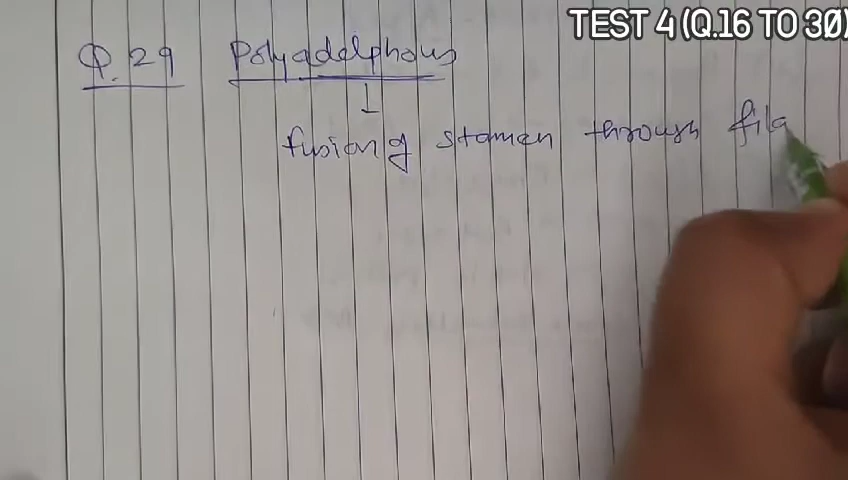 TEST 4 (Q.16 TO 30)
Q. 29 Polyadelphous
fusion of stamen through fila